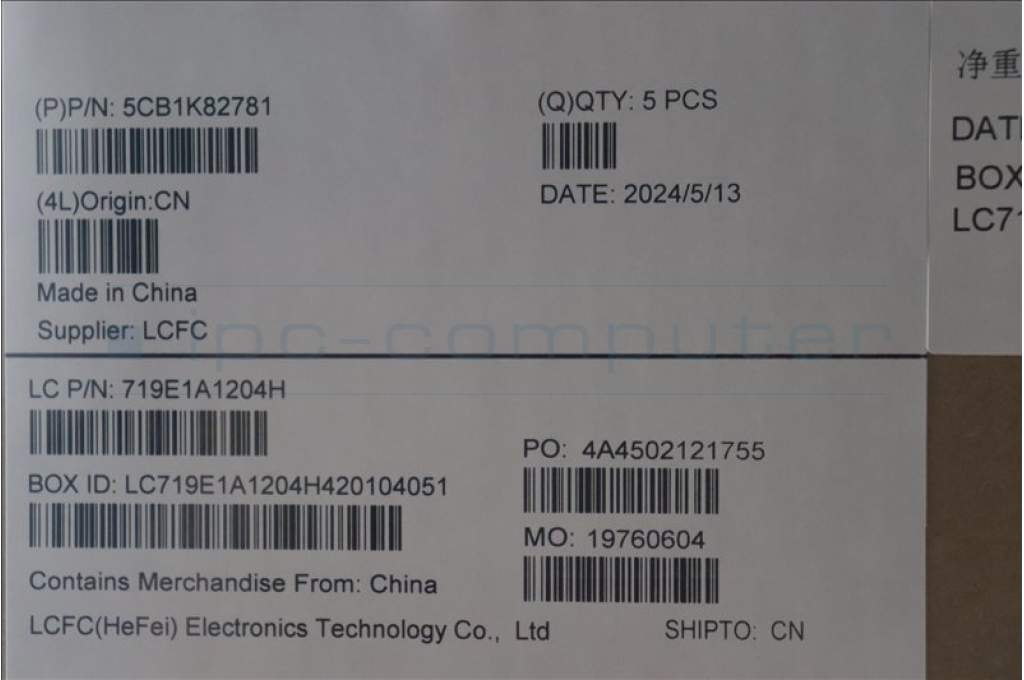 (P)P/N: 5CB1K82781
(Q)QTY: 5 PCS
(4L)Origin:CN
DATE: 2024/5/13
Made in China
Supplier: LCFC
ipc-computer
LC P/N: 719E1A1204H
PO: 4A4502121755
BOX ID: LC719E1A1204H420104051
MO: 19760604
Contains Merchandise From: China
LCFC(HeFei) Electronics Technology Co., Ltd
SHIPTO: CN
净重
DAT
BOX
LC71